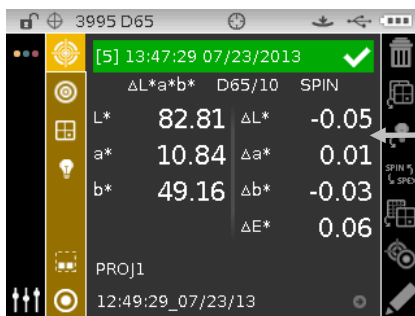 3995 D65
[5] 13:47:29 07/23/2013
ΔL*a*b* D65/10 SPIN
L* 82.81 ΔL* -0.05
a* 10.84 Δa* 0.01
b* 49.16 Δb* -0.03
ΔE* 0.06
SPIN
SPEX
PROJ1
12:49:29_07/23/13